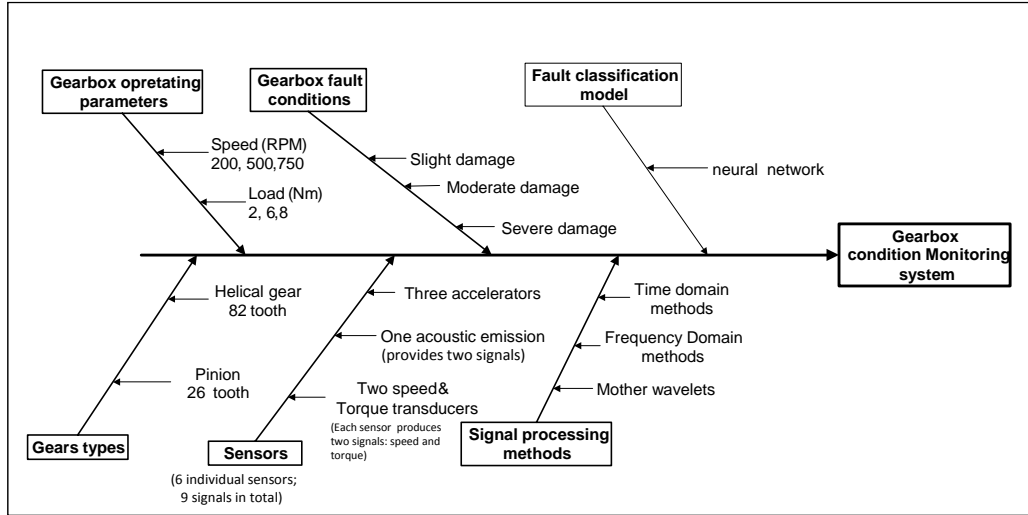 Gearbox opretating
parameters
Speed (RPM)
200, 500,750
Load (Nm)
2, 6,8
Gearbox fault
conditions
Slight damage
Moderate damage
Severe damage
Fault classification
model
neural network
Gearbox
condition Monitoring
system
Helical gear
82 tooth
Pinion
26 tooth
Gears types
Three accelerators
One acoustic emission
(provides two signals)
Two speed&
Torque transducers
(Each sensor produces
two signals: speed and
torque)
Sensors
(6 individual sensors;
9 signals in total)
Time domain
methods
Frequency Domain
methods
Mother wavelets
Signal processing
methods